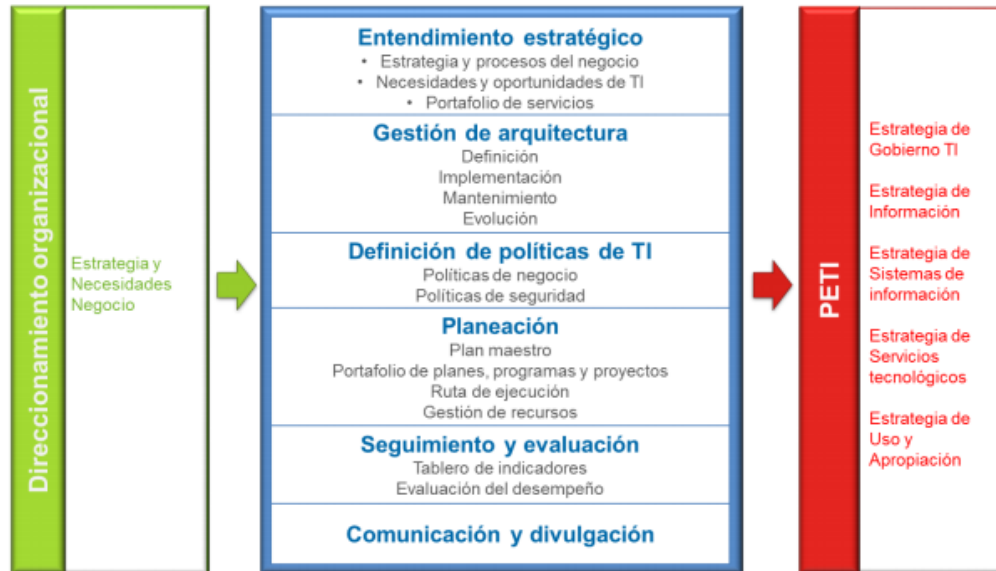 Direccionamiento organizacional
Estrategia y
Necesidades
Negocio
Entendimiento estratégico
• Estrategia y procesos del negocio
• Necesidades y oportunidades de TI
• Portafolio de servicios
Gestión de arquitectura
Definición
Implementación
Mantenimiento
Evolución
Definición de políticas de TI
Políticas de negocio
Políticas de seguridad
Planeación
Plan maestro
Portafolio de planes, programas y proyectos
Ruta de ejecución
Gestión de recursos
Seguimiento y evaluación
Tablero de indicadores
Evaluación del desempeño
Comunicación y divulgación
PETI
Estrategia de
Gobierno TI
Estrategia de
Información
Estrategia de
Sistemas de
información
Estrategia de
Servicios
tecnológicos
Estrategia de
Uso y
Apropiación